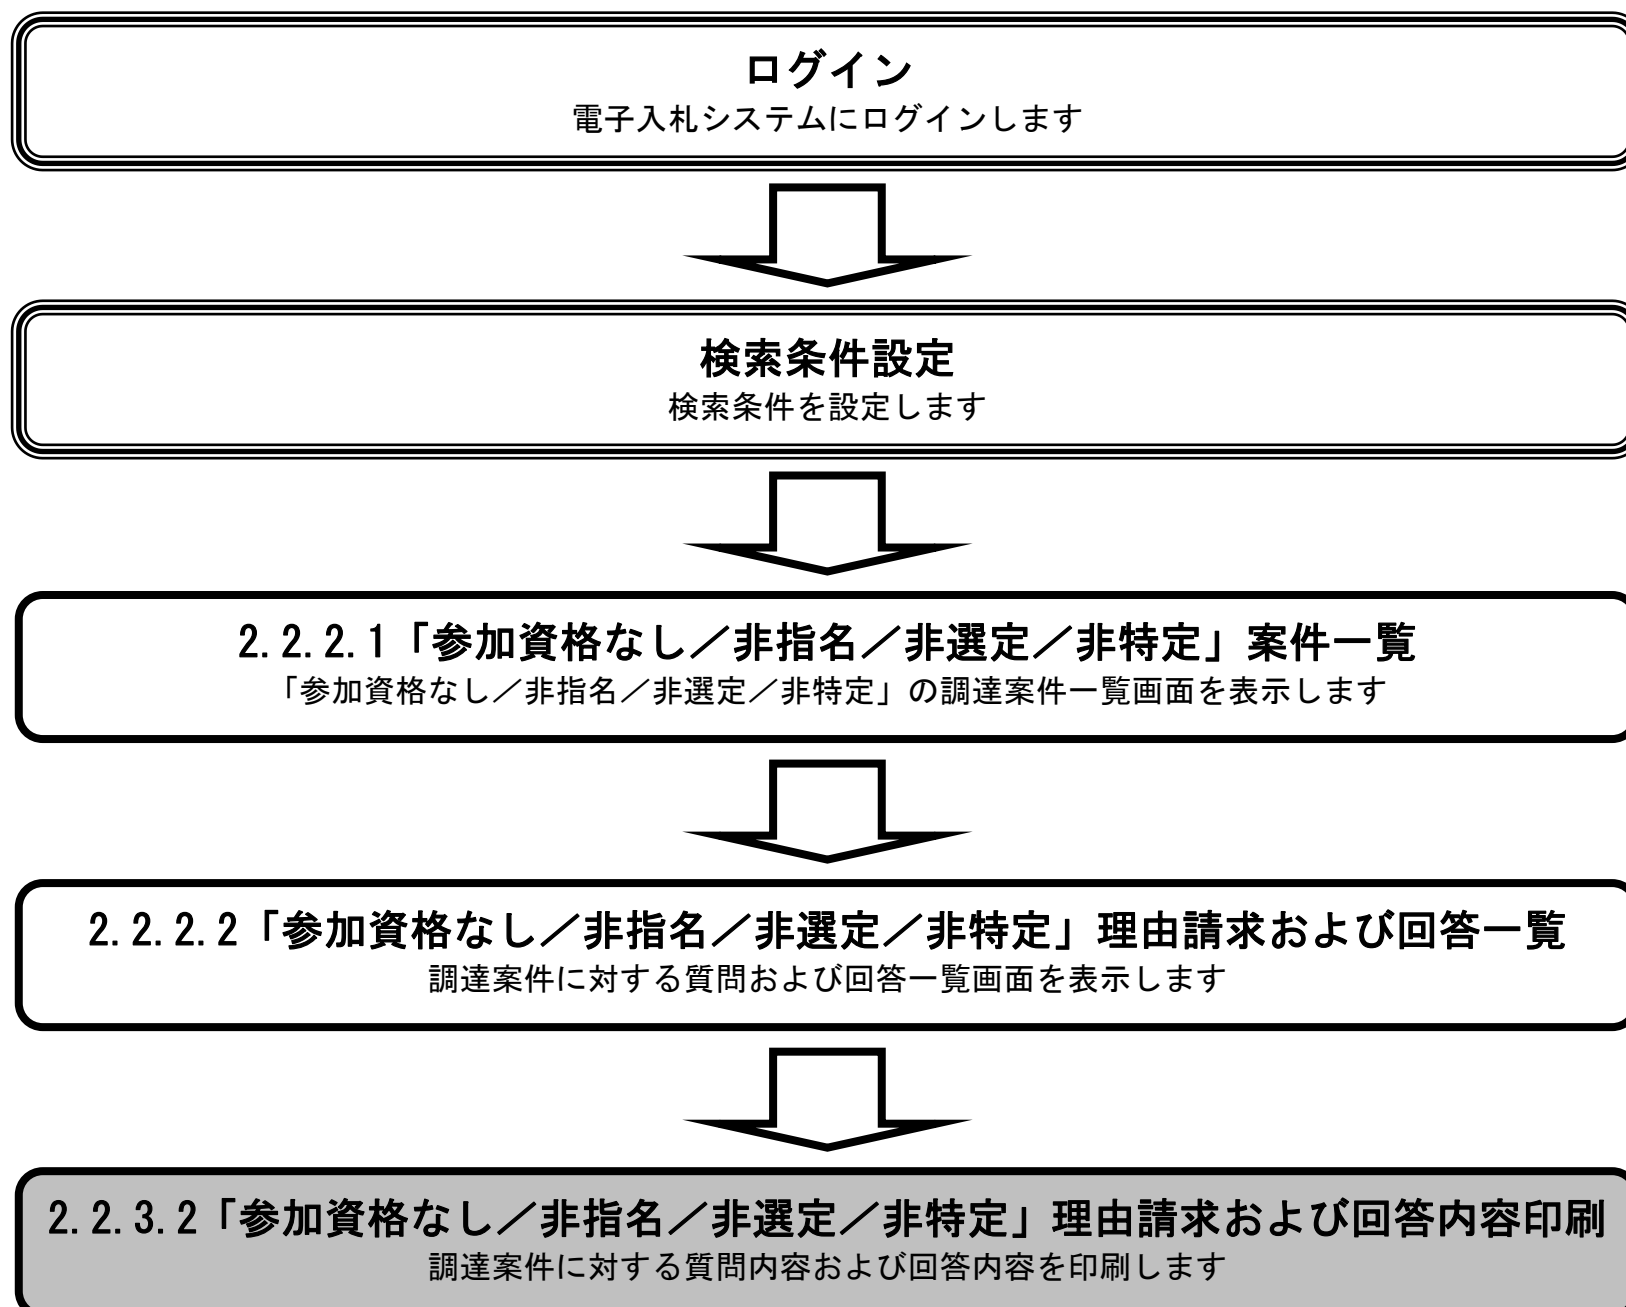 ログイン
電子入札システムにログインします
検索条件設定
検索条件を設定します
2.2.2.1「参加資格なし／非指名／非選定／非特定」案件一覧
「参加資格なし／非指名／非選定／非特定」の調達案件一覧画面を表示します
2.2.2.2「参加資格なし／非指名／非選定／非特定」理由請求および回答一覧
調達案件に対する質問および回答一覧画面を表示します
2.2.3.2「参加資格なし／非指名／非選定／非特定」理由請求および回答内容印刷
調達案件に対する質問内容および回答内容を印刷します